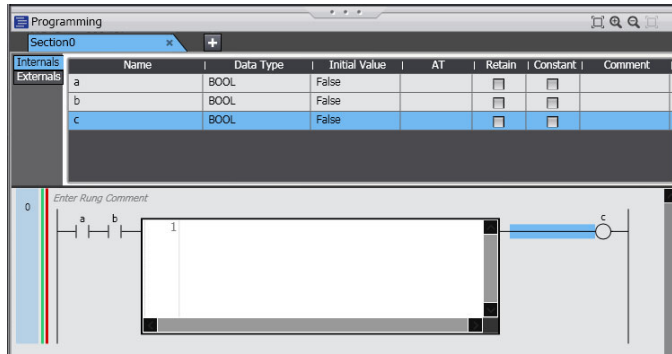 Programming
Section0
Internals
Externals
Name Data Type Initial Value AT Retain Constant Comment
a BOOL False
b BOOL False
c BOOL False
Enter Rung Comment
0
a b c
1